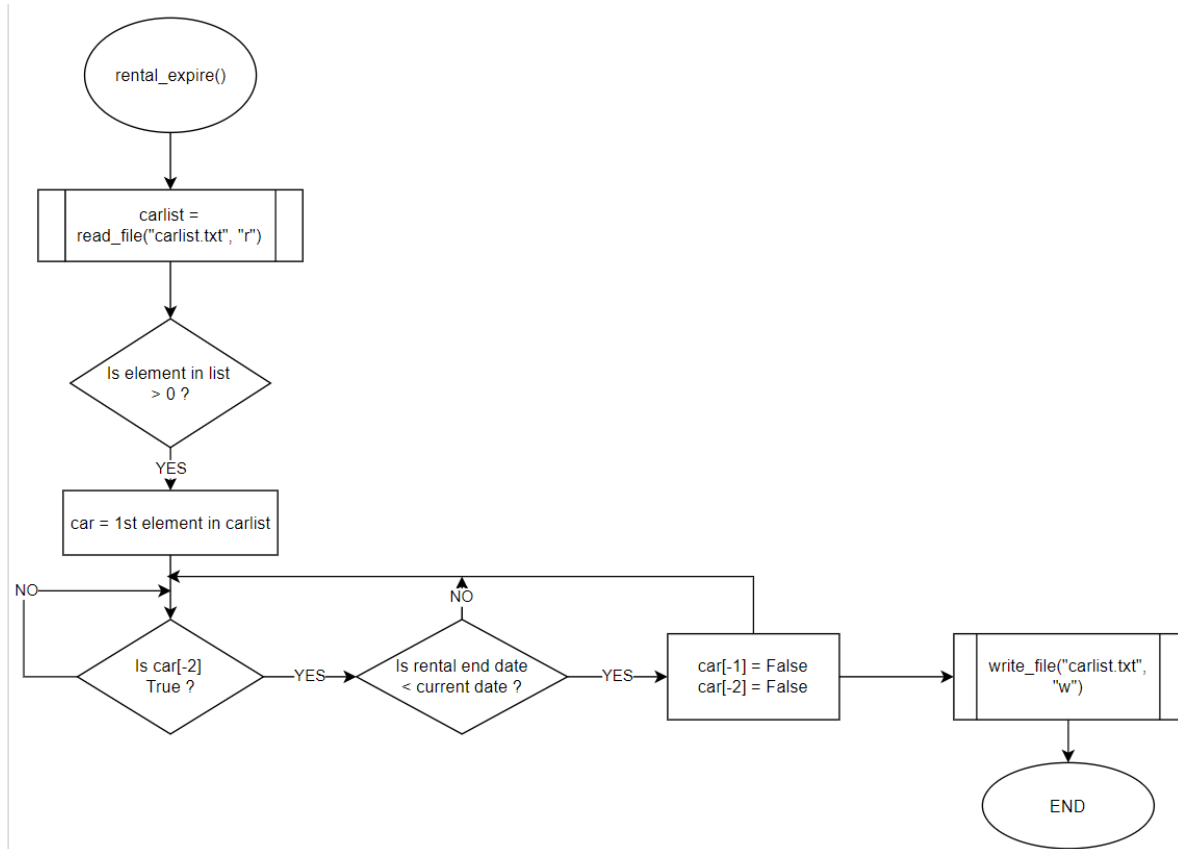 rental_expire()
carlist =
read_file("carlist.txt", "r")
Is element in list
> 0 ?
YES
car = 1st element in carlist
NO
Is car[-2]
True ?
YES
NO
Is rental end date
< current date ?
YES
car[-1] = False
car[-2] = False
write_file("carlist.txt",
"w")
END